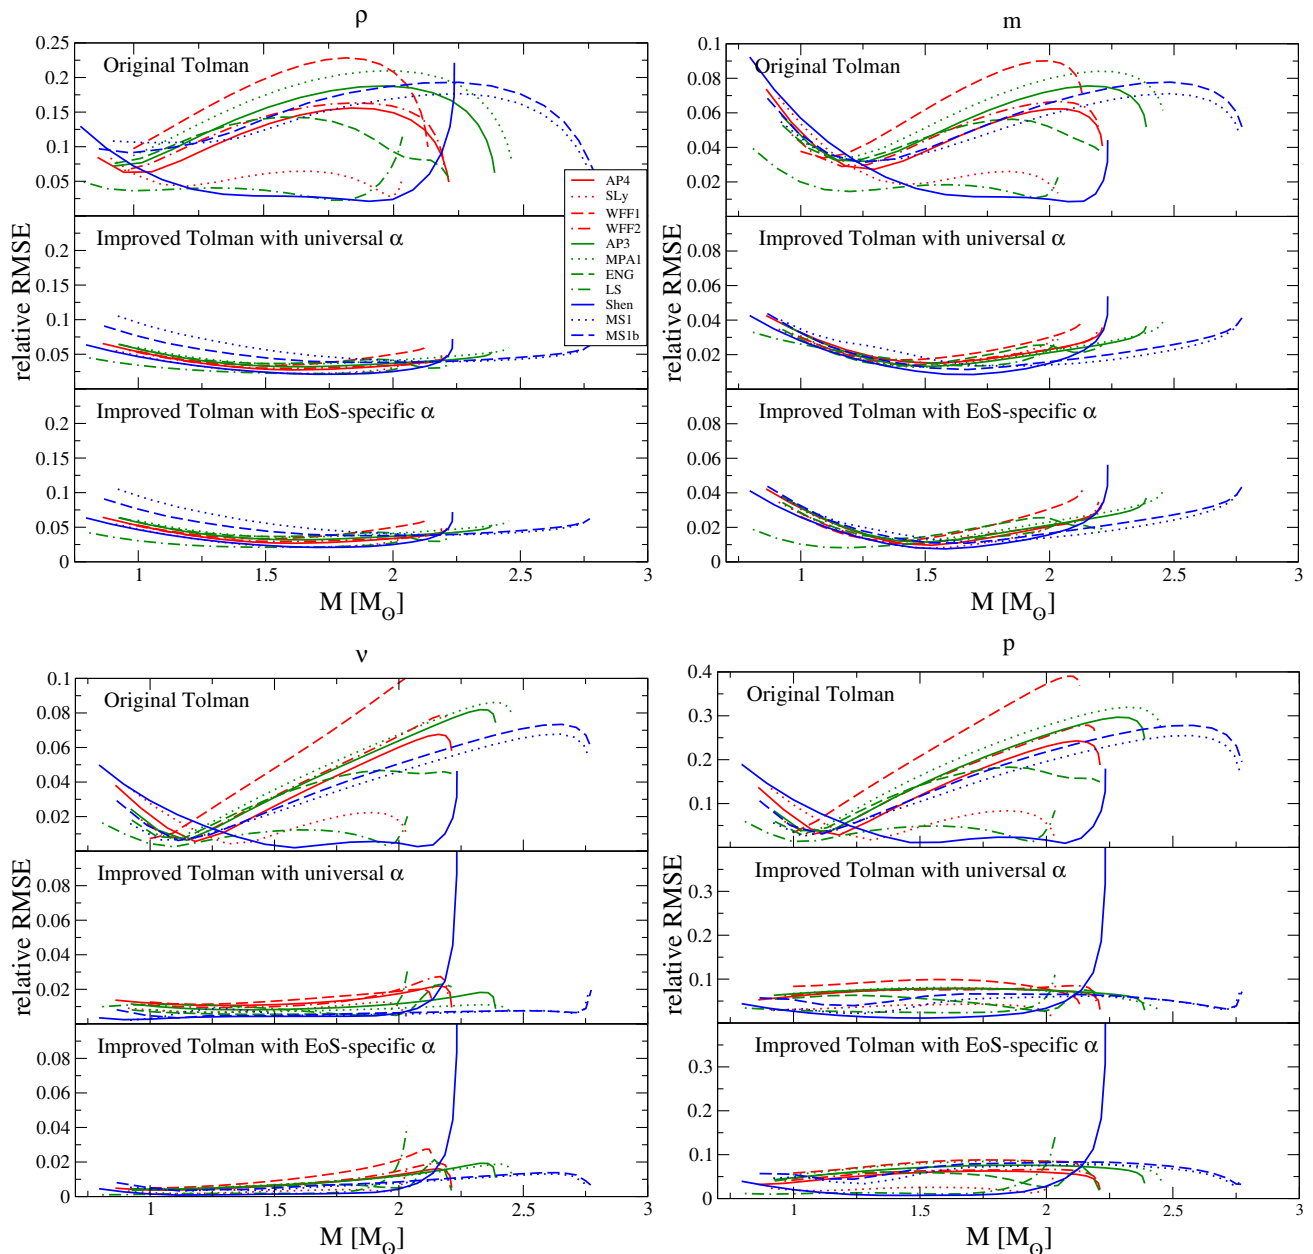 ρ
0.25
0.2
0.15
0.1
0.05
Original Tolman
0.2
0.15
0.1
0.05
Improved Tolman with universal α
0.2
0.15
0.1
0.05
0
Improved Tolman with EoS-specific α
relative RMSE
1
1.5
2
2.5
3
M [M⊙]
AP4
SLy
WFF1
WFF2
AP3
MPA1
ENG
LS
Shen
MS1
MS1b
m
0.1
0.08
0.06
0.04
0.02
Original Tolman
0.08
0.06
0.04
0.02
Improved Tolman with universal α
0.08
0.06
0.04
0.02
0
Improved Tolman with EoS-specific α
relative RMSE
1
1.5
2
2.5
3
M [M⊙]
ν
0.1
0.08
0.06
0.04
0.02
0
Original Tolman
0.08
0.06
0.04
0.02
0
Improved Tolman with universal α
0.08
0.06
0.04
0.02
0
Improved Tolman with EoS-specific α
relative RMSE
1
1.5
2
2.5
3
M [M⊙]
p
0.4
0.3
0.2
0.1
0
Original Tolman
0.3
0.2
0.1
0
Improved Tolman with universal α
0.3
0.2
0.1
0
Improved Tolman with EoS-specific α
relative RMSE
1
1.5
2
2.5
3
M [M⊙]